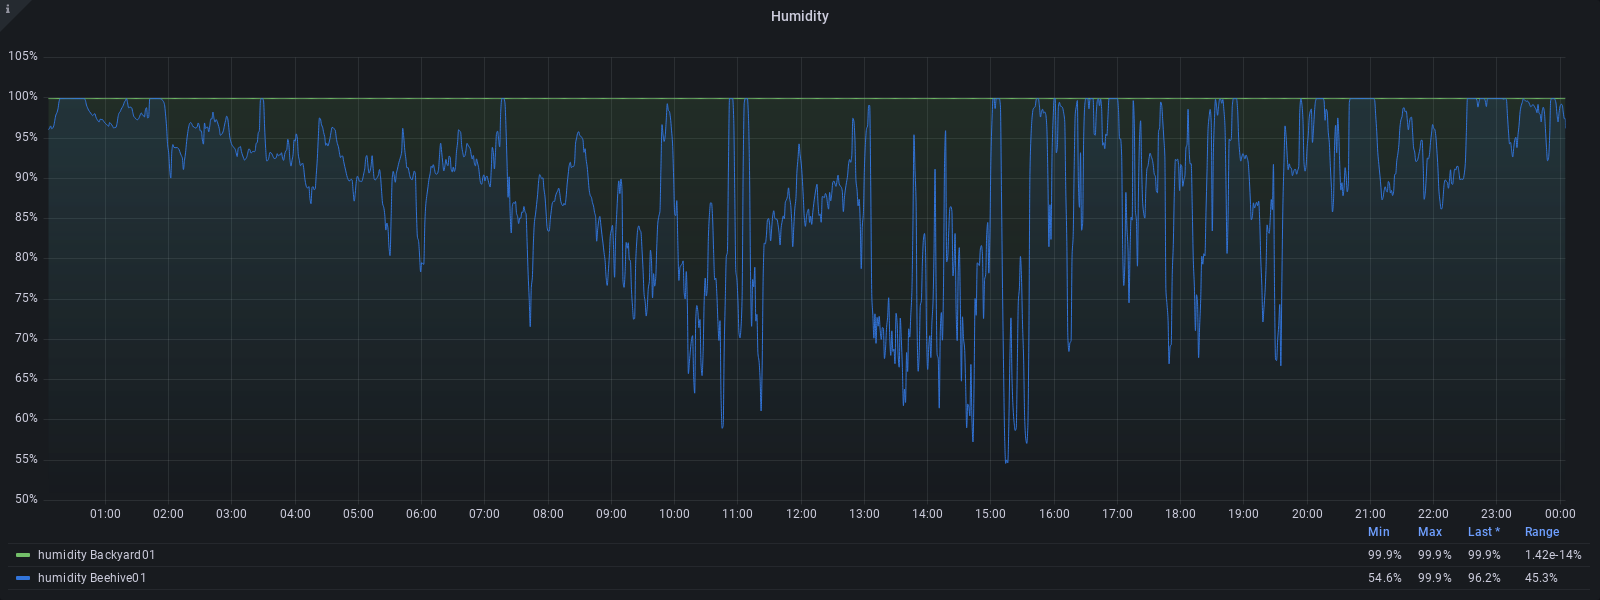 i
Humidity
105%
100%
95%
90%
85%
80%
75%
70%
65%
60%
55%
50%
01:00 02:00 03:00 04:00 05:00 06:00 07:00 08:00 09:00 10:00 11:00 12:00 13:00 14:00 15:00 16:00 17:00 18:00 19:00 20:00 21:00 22:00 23:00 00:00
Min Max Last * Range
humidity Backyard01 99.9% 99.9% 99.9% 1.42e-14%
humidity Beehive01 54.6% 99.9% 96.2% 45.3%